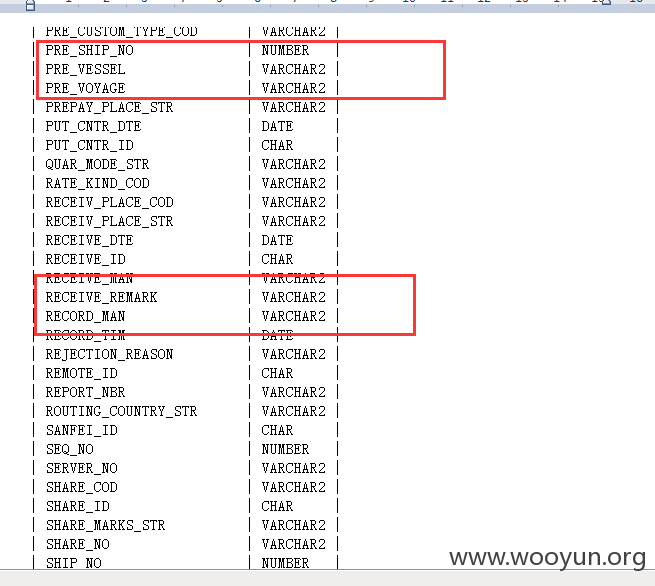 | PRE_CUSTOM_TYPE_COD | VARCHAR2 |
| PRE_SHIP_NO | NUMBER |
| PRE_VESSEL | VARCHAR2 |
| PRE_VOYAGE | VARCHAR2 |
| PREPAY_PLACE_STR | VARCHAR2 |
| PUT_CNTR_DTE | DATE |
| PUT_CNTR_ID | CHAR |
| QUAR_MODE_STR | VARCHAR2 |
| RATE_KIND_COD | VARCHAR2 |
| RECEIV_PLACE_COD | VARCHAR2 |
| RECEIV_PLACE_STR | VARCHAR2 |
| RECEIVE_DTE | DATE |
| RECEIVE_ID | CHAR |
| RECEIVE_MAN | VARCHAR2 |
| RECEIVE_REMARK | VARCHAR2 |
| RECORD_MAN | VARCHAR2 |
| RECORD_TIM | DATE |
| REJECTION_REASON | VARCHAR2 |
| REMOTE_ID | CHAR |
| REPORT_NBR | VARCHAR2 |
| ROUTING_COUNTRY_STR | VARCHAR2 |
| SANFEI_ID | CHAR |
| SEQ_NO | NUMBER |
| SERVER_NO | VARCHAR2 |
| SHARE_COD | VARCHAR2 |
| SHARE_ID | CHAR |
| SHARE_MARKS_STR | VARCHAR2 |
| SHARE_NO | VARCHAR2 |
| SHIP_NO | NUMBER |
www.wooyun.org